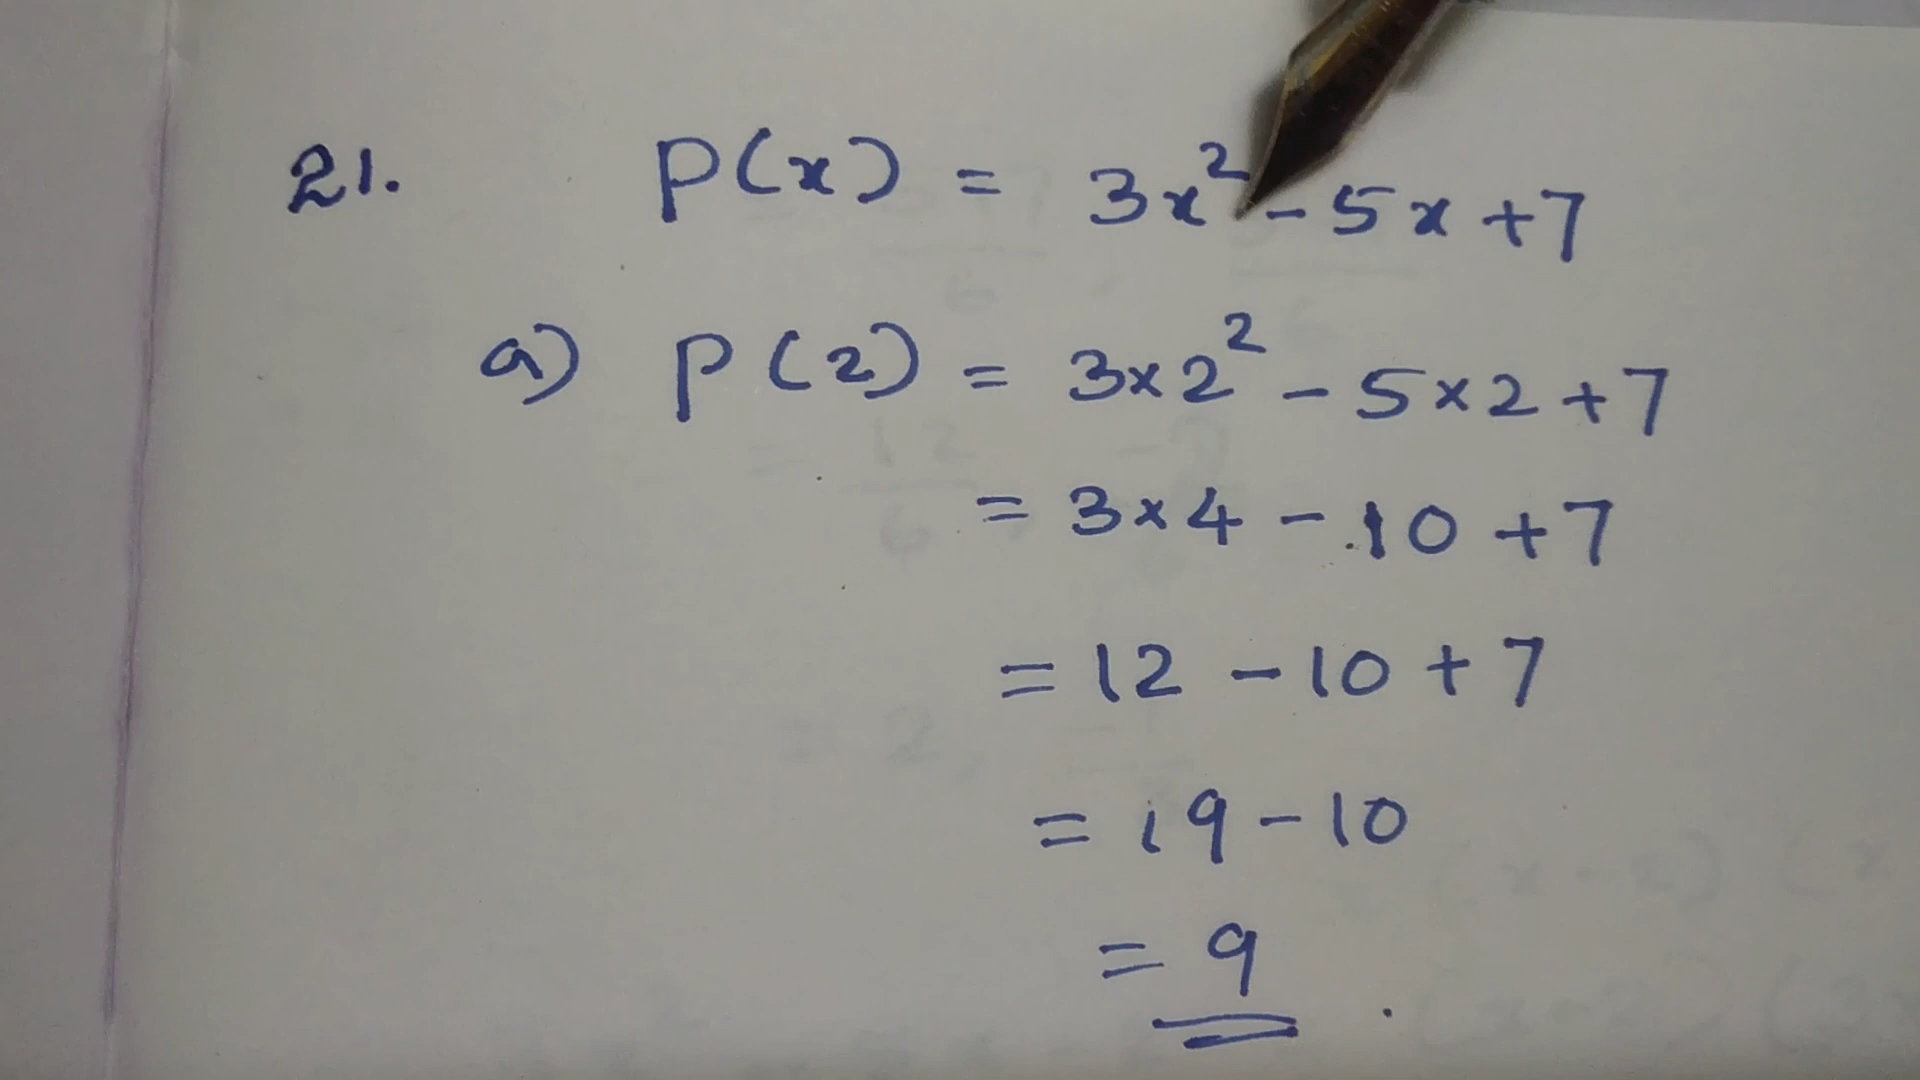 21. P(x) = 3x² - 5x + 7
a) P(2) = 3×2² - 5×2 + 7
= 3×4 - 10 + 7
= 12 - 10 + 7
= 19 - 10
= 9